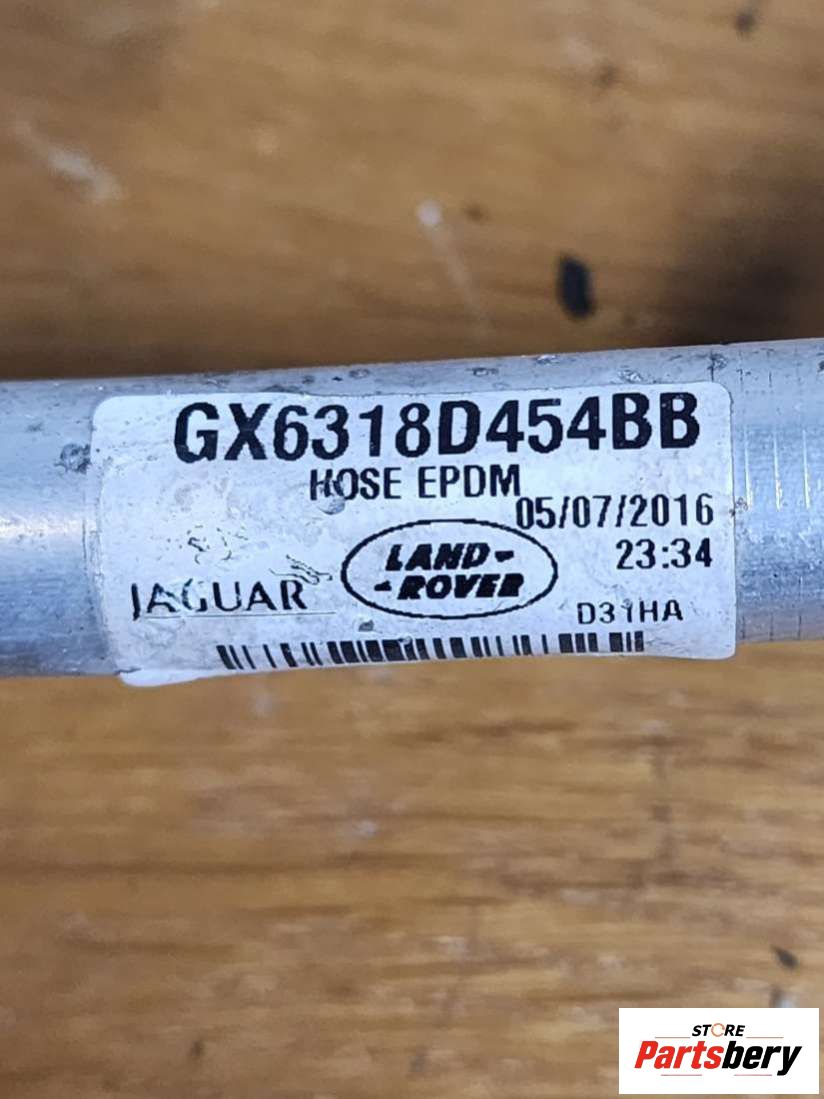 GX6318D454BB
HOSE EPDM
05/07/2016
23:34
JAGUAR
LAND-
-ROVER
D31HA
STORE
Partsbery